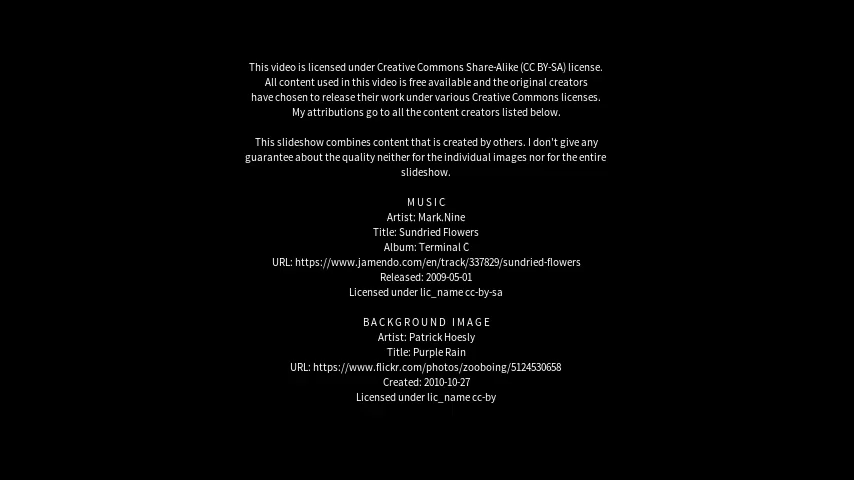 This video is licensed under Creative Commons Share-Alike (CC BY-SA) license.
All content used in this video is free available and the original creators
have chosen to release their work under various Creative Commons licenses.
My attributions go to all the content creators listed below.
This slideshow combines content that is created by others. I don't give any
guarantee about the quality neither for the individual images nor for the entire
slideshow.
MUSIC
Artist: Mark.Nine
Title: Sundried Flowers
Album: Terminal C
URL: https://www.jamendo.com/en/track/337829/sundried-flowers
Released: 2009-05-01
Licensed under lic_name cc-by-sa
BACKGROUND IMAGE
Artist: Patrick Hoesly
Title: Purple Rain
URL: https://www.flickr.com/photos/zooboing/5124530658
Created: 2010-10-27
Licensed under lic_name cc-by